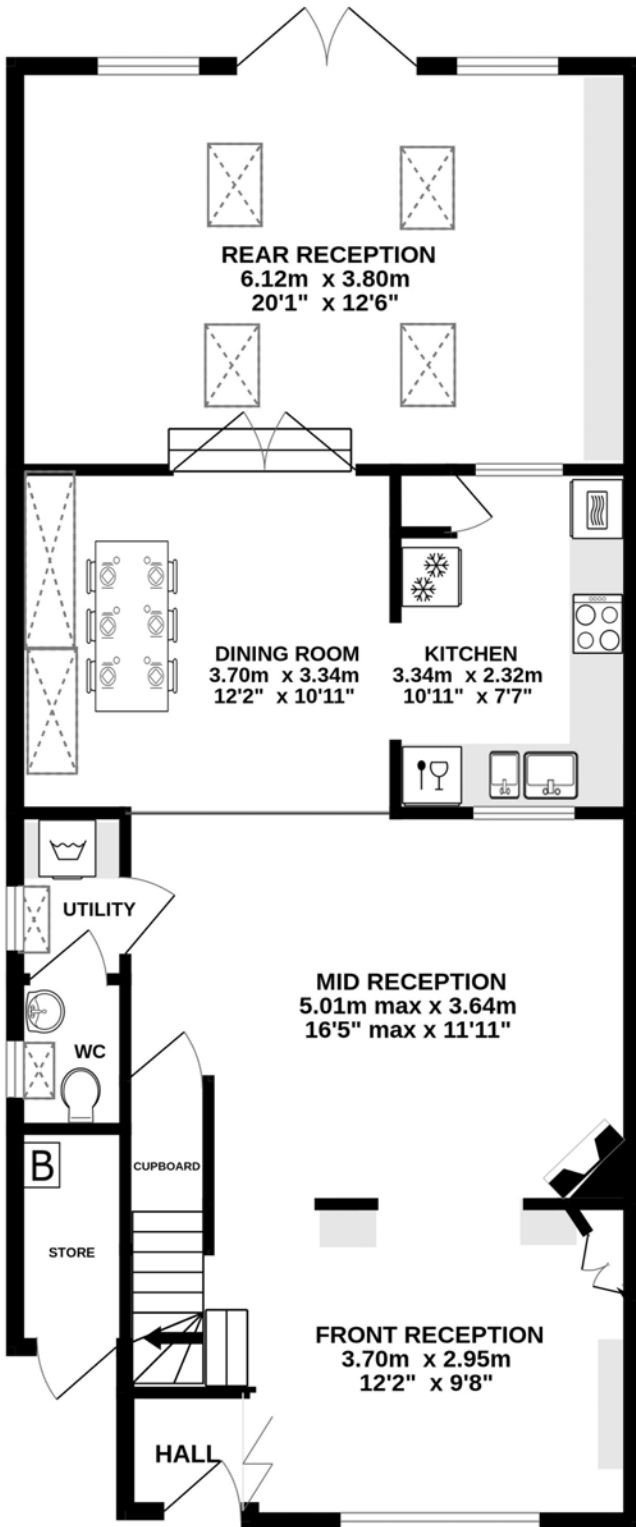 REAR RECEPTION
6.12m x 3.80m
20'1" x 12'6"
DINING ROOM
3.70m x 3.34m
12'2" x 10'11"
KITCHEN
3.34m x 2.32m
10'11" x 7'7"
UTILITY
MID RECEPTION
5.01m max x 3.64m
16'5" max x 11'11"
WC
B
CUPBOARD
STORE
FRONT RECEPTION
3.70m x 2.95m
12'2" x 9'8"
HALL